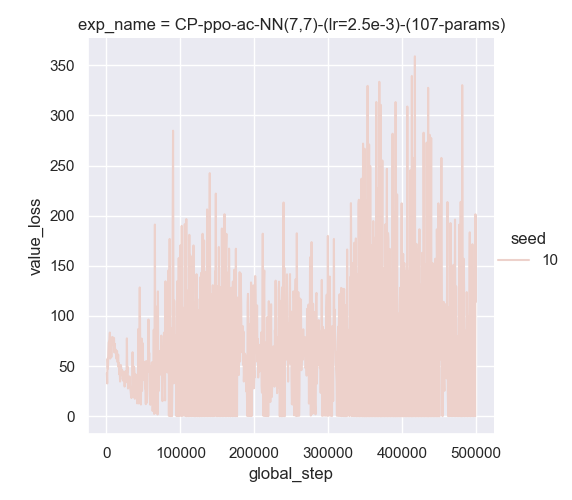 exp_name = CP-ppo-ac-NN(7,7)-(lr=2.5e-3)-(107-params)
350
300
250
200
150
100
50
0
value_loss
0 100000 200000 300000 400000 500000
global_step
seed
10